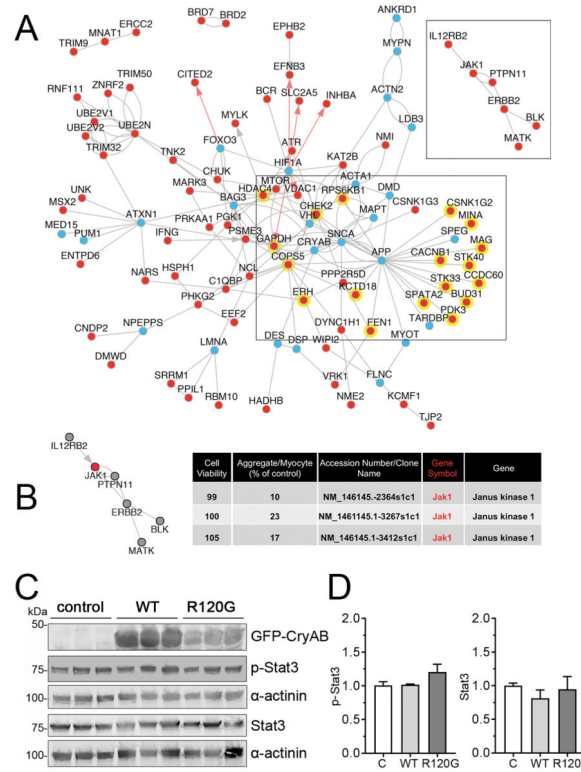 A
ERCC2
MNAT1
TRIM9
BRD7
BRD2
EPHB2
ANKRD1
MYPN
IL12RB2
JAK1
PTPN11
ERBB2
BLK
MATK
TRIM50
ZNRF2
RNF111
UBE2V1
UBE2V2
UBE2N
TRIM32
CITED2
EFNB3
BCR
SLC2A5
INHBA
ACTN2
LDB3
MYLK
FOXO3
ATR
NMI
TNK2
HIF1A
KAT2B
CHUK
MTOR
ACTA1
MARK3
HDAC4
VDAC1
RPS6KB1
DMD
BAG3
CSNK1G3
CSNK1G2
UNK
MSX2
ATXN1
PRKAA1
PGK1
CHEK2
VHL
MAPT
MINA
MED15
PUM1
IFNG
PSME3
GAPDH
CRYAB
SNCA
SPEG
MAG
ENTPD6
COPS5
APP
CACNB1
STK40
NARS
HSPH1
NCL
PPP2R5D
STK33
CCDC60
C1QBP
KCTD18
SPATA2
BUD31
PHKG2
ERH
PDK3
EEF2
FEN1
TARDBP
CNDP2
NPEPPS
DYNC1H1
DES
DSP
WIPI2
MYOT
DMWD
LMNA
FLNC
SRRM1
PPIL1
RBM10
HADHB
VRK1
NME2
KCMF1
TJP2
B
IL12RB2
JAK1
PTPN11
ERBB2
BLK
MATK
Cell Viability Aggregate/Myocyte (% of control) Accession Number/Clone Name Gene Symbol Gene
99 10 NM_146145.-2364s1c1 Jak1 Janus kinase 1
100 23 NM_1461145.1-3267s1c1 Jak1 Janus kinase 1
105 17 NM_146145.1-3412s1c1 Jak1 Janus kinase 1
C
kDa control WT R120G
50- GFP-CryAB
75- p-Stat3
100- α-actinin
75- Stat3
100- α-actinin
D
p-Stat3
2.0
1.5
1.0
0.5
0.0
C WT R120G
Stat3
2.0
1.5
1.0
0.5
0.0
C WT R120